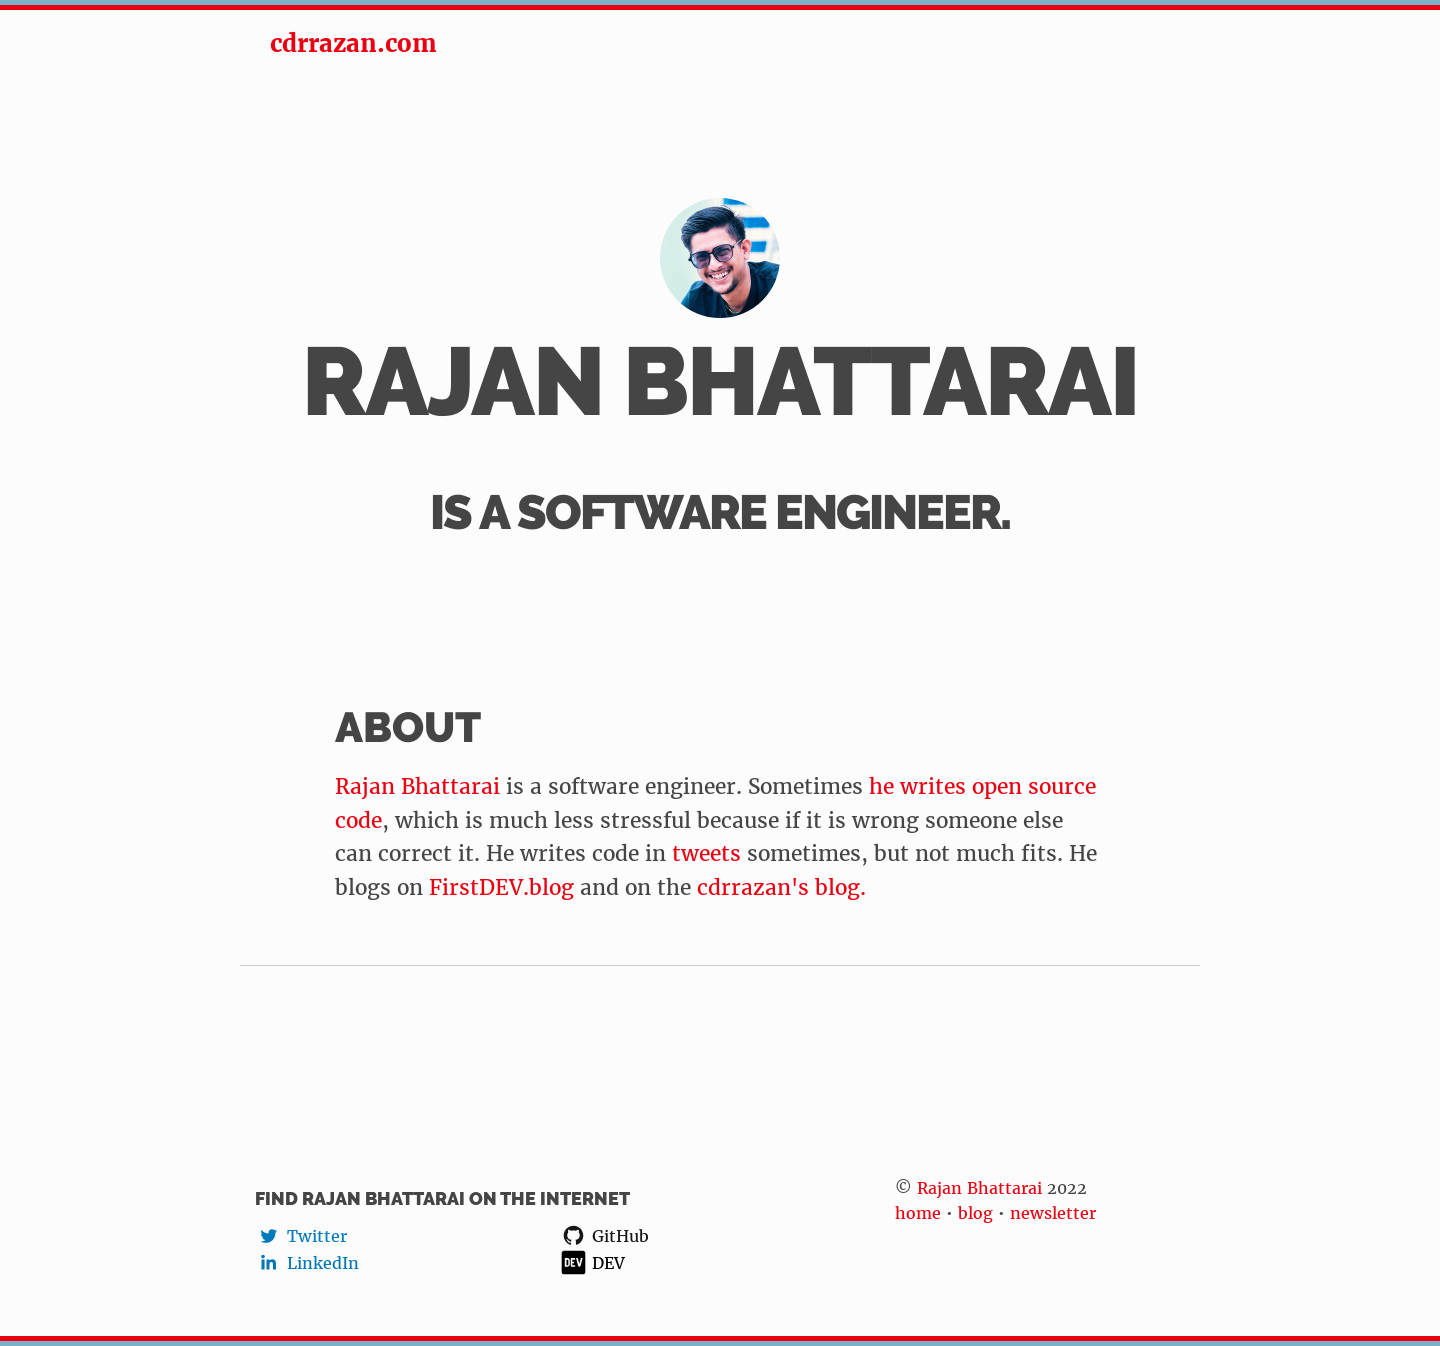 cdrrazan.com
RAJAN BHATTARAI
IS A SOFTWARE ENGINEER.
ABOUT
Rajan Bhattarai is a software engineer. Sometimes he writes open source
code, which is much less stressful because if it is wrong someone else
can correct it. He writes code in tweets sometimes, but not much fits. He
blogs on FirstDEV.blog and on the cdrrazan's blog.
FIND RAJAN BHATTARAI ON THE INTERNET
Twitter
LinkedIn
GitHub
DEV DEV
© Rajan Bhattarai 2022
home • blog • newsletter